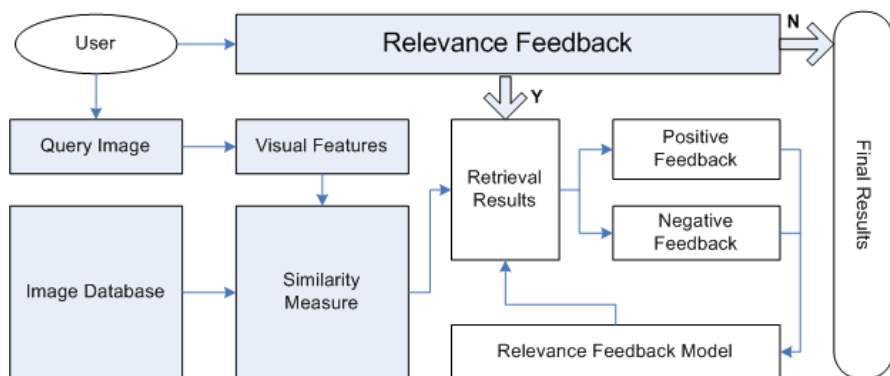 User
Relevance Feedback
N
Y
Query Image
Visual Features
Retrieval
Results
Positive
Feedback
Negative
Feedback
Image Database
Similarity
Measure
Relevance Feedback Model
Final Results